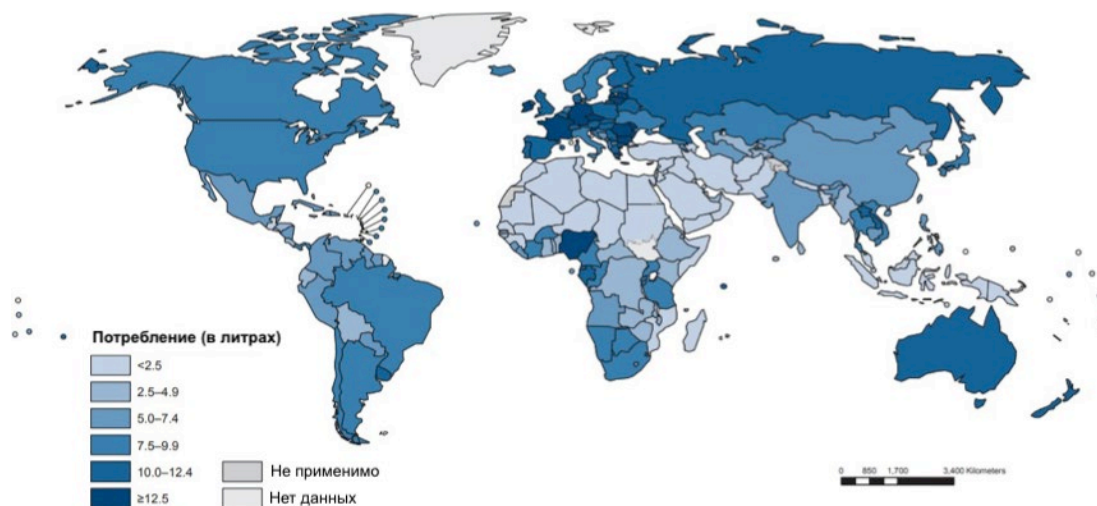 Потребление (в литрах)
<2.5
2.5–4.9
5.0–7.4
7.5–9.9
10.0–12.4
≥12.5
Не применимо
Нет данных
0 850 1,700 3,400 Kilometers